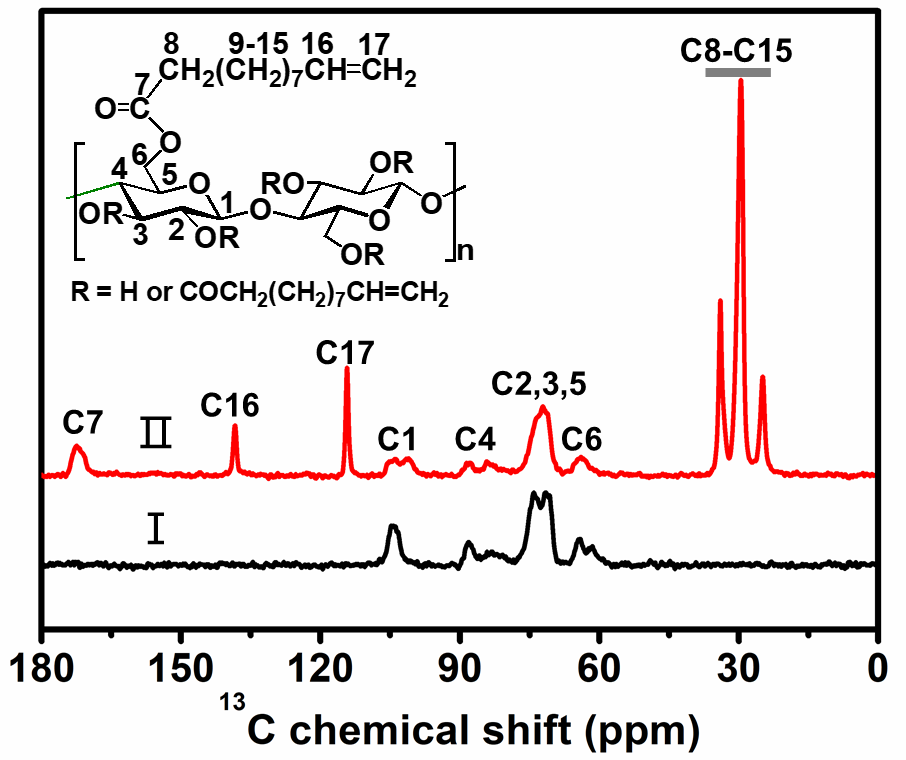 8 9-15 16 17
C8-C15
7 CH₂(CH₂)₇CH=CH₂
O=C
O
6
4 5 O OR
RO
1 O O
OR 3 2 OR O
OR n
R = H or COCH₂(CH₂)₇CH=CH₂
C17
C16
C2,3,5
C7 II C1 C4 C6
I
180 150 120 90 60 30 0
¹³C chemical shift (ppm)